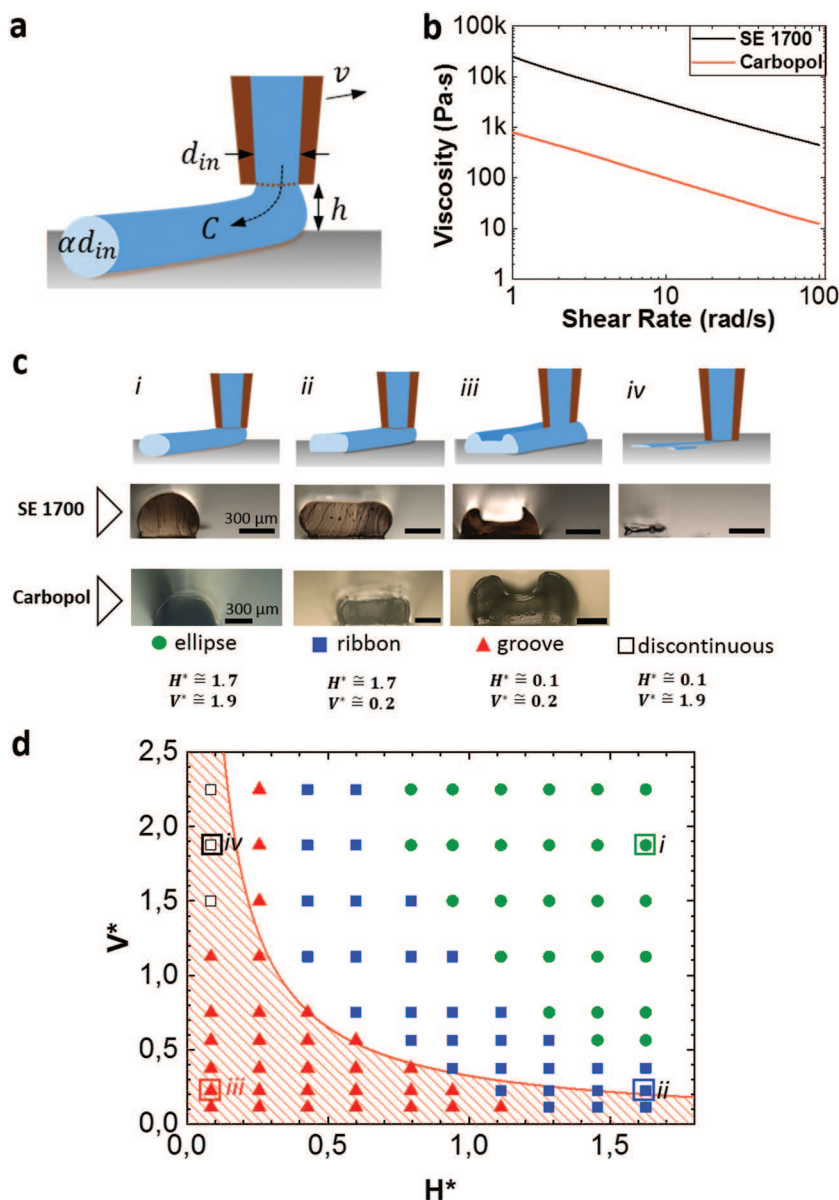 a
v
d_in
h
C
αd_in
b
100k
10k
1k
100
10
1
Viscosity (Pa·s)
SE 1700
Carbopol
1
10
100
Shear Rate (rad/s)
c
i
ii
iii
iv
SE 1700
300 µm
Carbopol
300 µm
ellipse
ribbon
groove
discontinuous
H* ≅ 1.7
H* ≅ 1.7
H* ≅ 0.1
H* ≅ 0.1
V* ≅ 1.9
V* ≅ 0.2
V* ≅ 0.2
V* ≅ 1.9
d
2,5
2,0
1,5
1,0
0,5
0,0
V*
iv
i
iii
ii
0,0
0,5
1,0
1,5
H*